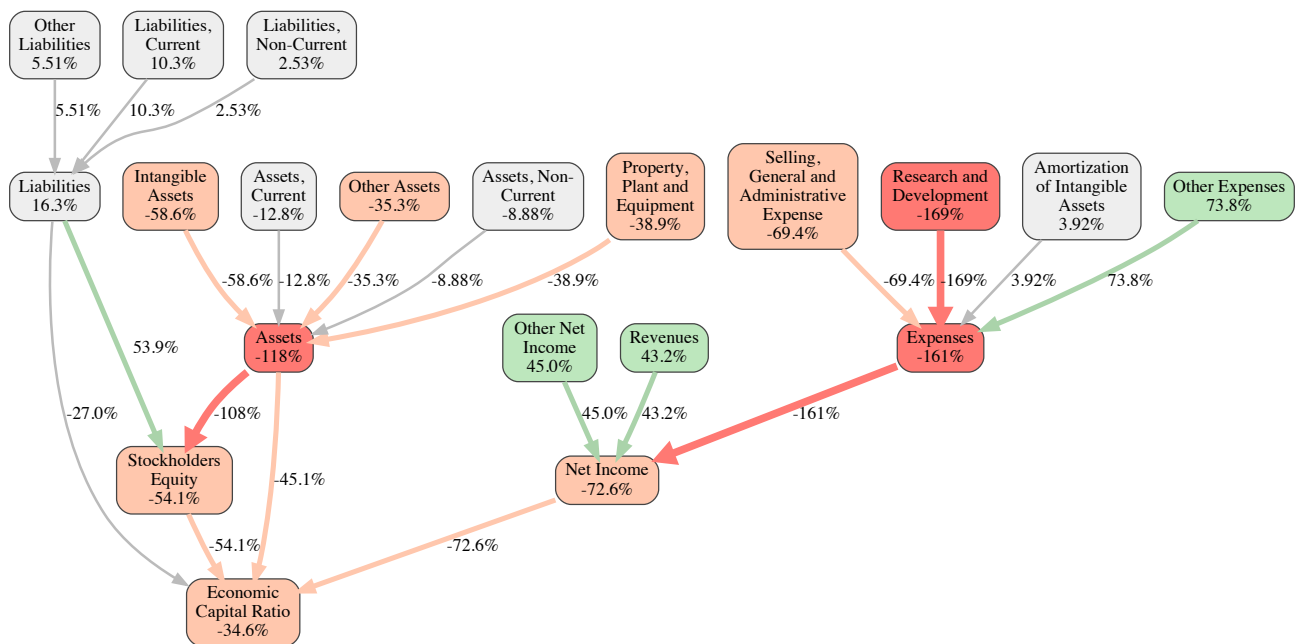 Other
Liabilities
5.51%
Liabilities,
Current
10.3%
Liabilities,
Non-Current
2.53%
5.51%
10.3%
2.53%
Liabilities
16.3%
Intangible
Assets
-58.6%
Assets,
Current
-12.8%
Other Assets
-35.3%
Assets, Non-
Current
-8.88%
Property,
Plant and
Equipment
-38.9%
Selling,
General and
Administrative
Expense
-69.4%
Research and
Development
-169%
Amortization
of Intangible
Assets
3.92%
Other Expenses
73.8%
-58.6%
-12.8%
-35.3%
-8.88%
-38.9%
-69.4%
-169%
3.92%
73.8%
Assets
-118%
Other Net
Income
45.0%
Revenues
43.2%
Expenses
-161%
53.9%
-27.0%
-108%
45.0%
43.2%
-161%
Stockholders
Equity
-54.1%
-45.1%
Net Income
-72.6%
-54.1%
-72.6%
Economic
Capital Ratio
-34.6%